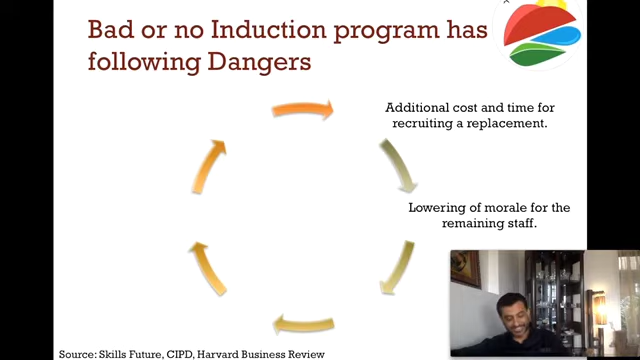 Bad or no Induction program has
following Dangers
Additional cost and time for
recruiting a replacement.
Lowering of morale for the
remaining staff.
Source: Skills Future, CIPD, Harvard Business Review